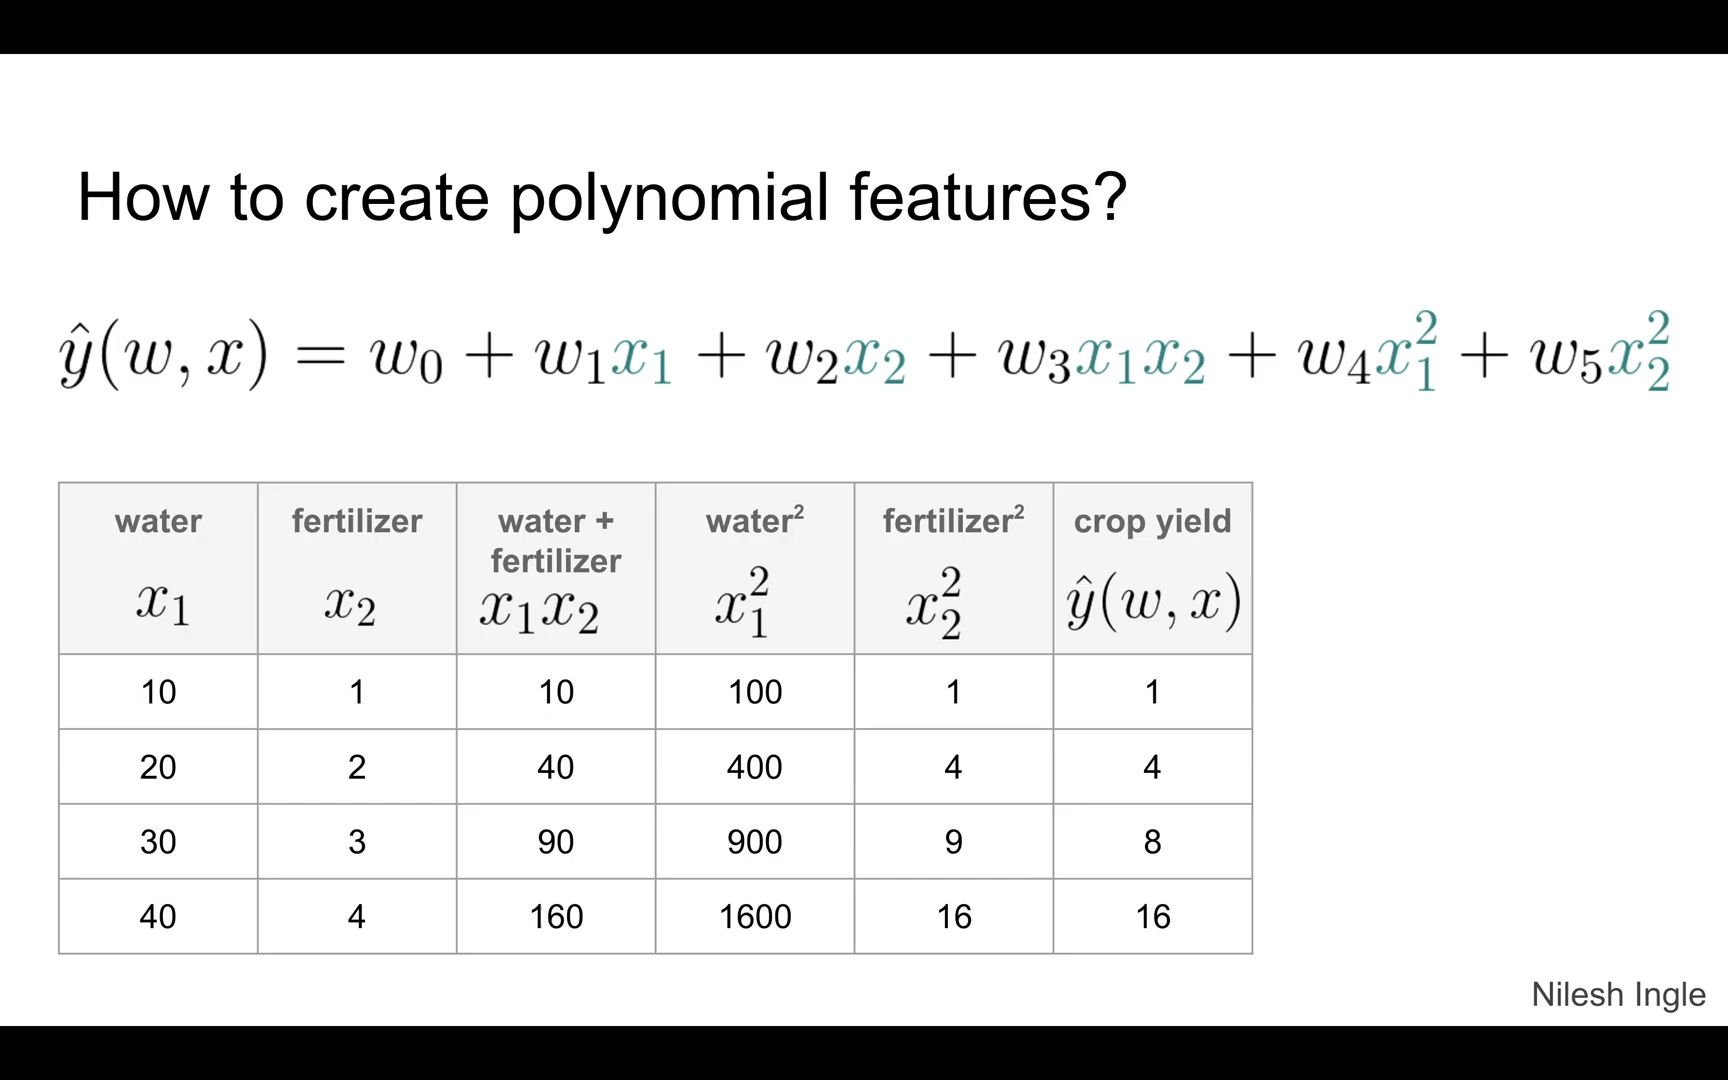 How to create polynomial features?
ŷ(w, x) = w₀ + w₁x₁ + w₂x₂ + w₃x₁x₂ + w₄x₁² + w₅x₂²
water fertilizer water + fertilizer water² fertilizer² crop yield
x₁ x₂ x₁x₂ x₁² x₂² ŷ(w, x)
10 1 10 100 1 1
20 2 40 400 4 4
30 3 90 900 9 8
40 4 160 1600 16 16
Nilesh Ingle